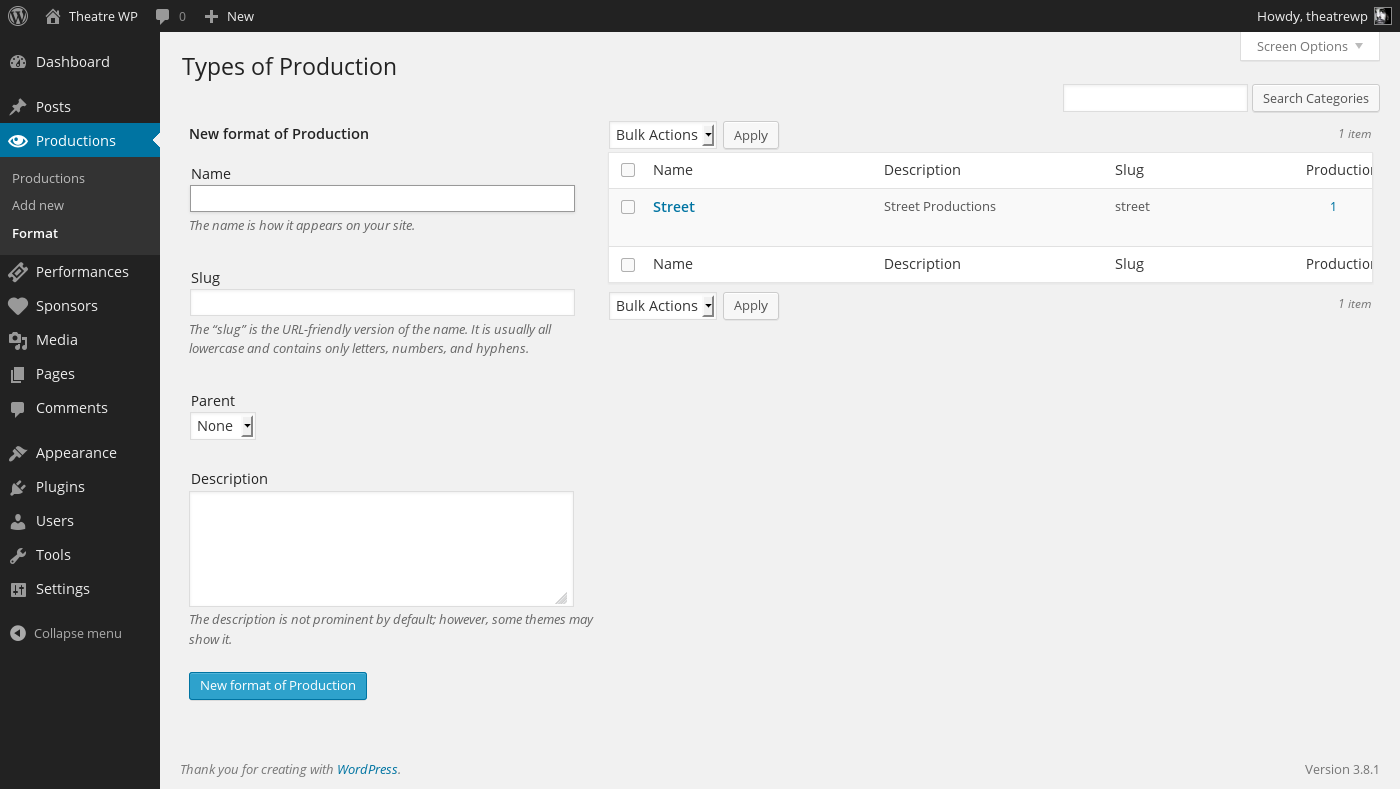 Theatre WP 0 New Howdy, theatrewp
Screen Options
Dashboard
Posts
Productions
Productions
Add new
Format
Performances
Sponsors
Media
Pages
Comments
Appearance
Plugins
Users
Tools
Settings
Collapse menu
Types of Production
Search Categories
New format of Production
Name
The name is how it appears on your site.
Slug
The “slug” is the URL-friendly version of the name. It is usually all
lowercase and contains only letters, numbers, and hyphens.
Parent
None
Description
The description is not prominent by default; however, some themes may
show it.
New format of Production
Bulk Actions Apply 1 item
Name Description Slug Production
Street Street Productions street 1
Name Description Slug Production
Bulk Actions Apply 1 item
Thank you for creating with WordPress. Version 3.8.1